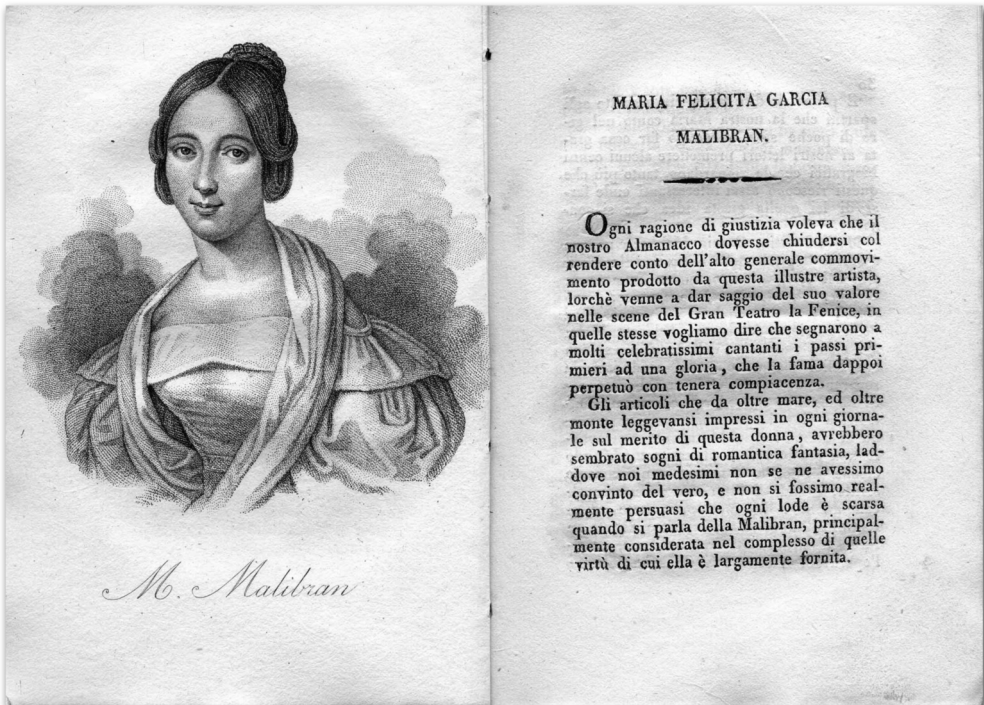 M. Malibran
MARIA FELICITA GARCIA
MALIBRAN.
Ogni ragione di giustizia voleva che il
nostro Almanacco dovesse chiudersi col
rendere conto dell'alto generale commovi-
mento prodotto da questa illustre artista,
lorchè venne a dar saggio del suo valore
nelle scene del Gran Teatro la Fenice, in
quelle stesse vogliamo dire che segnarono a
molti celebratissimi cantanti i passi pri-
mieri ad una gloria, che la fama dappoi
perpetuò con tenera compiacenza.
Gli articoli che da oltre mare, ed oltre
monte leggevansi impressi in ogni giorna-
le sul merito di questa donna, avrebbero
sembrato sogni di romantica fantasia, lad-
dove noi medesimi non se ne avessimo
convinto del vero, e non si fossimo real-
mente persuasi che ogni lode è scarsa
quando si parla della Malibran, principal-
mente considerata nel complesso di quelle
virtù di cui ella è largamente fornita.